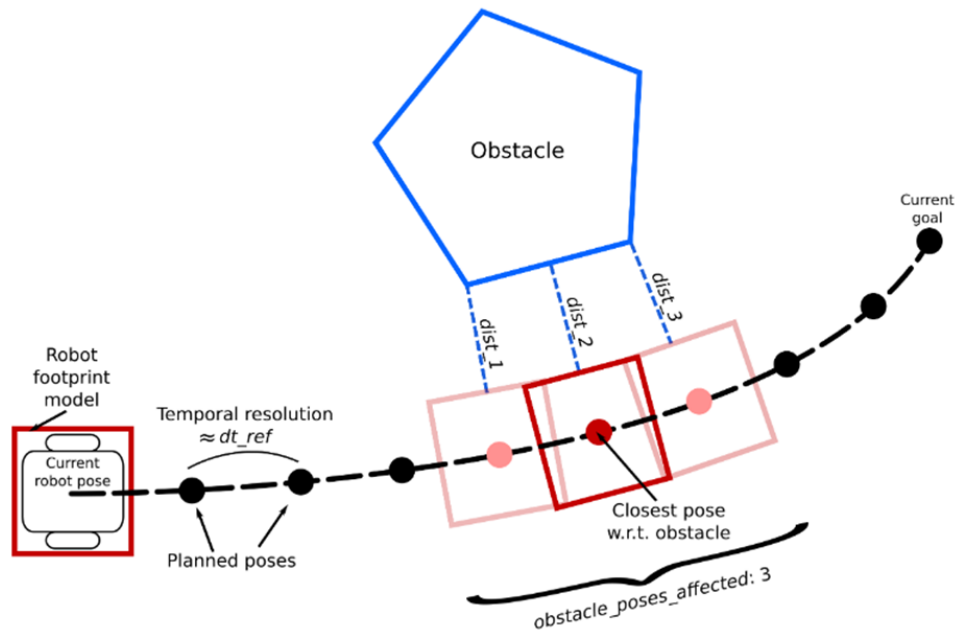 Obstacle
Current
goal
dist_1
dist_2
dist_3
Robot
footprint
model
Temporal resolution
≈ dt_ref
Current
robot pose
Closest pose
w.r.t. obstacle
Planned poses
obstacle_poses_affected: 3